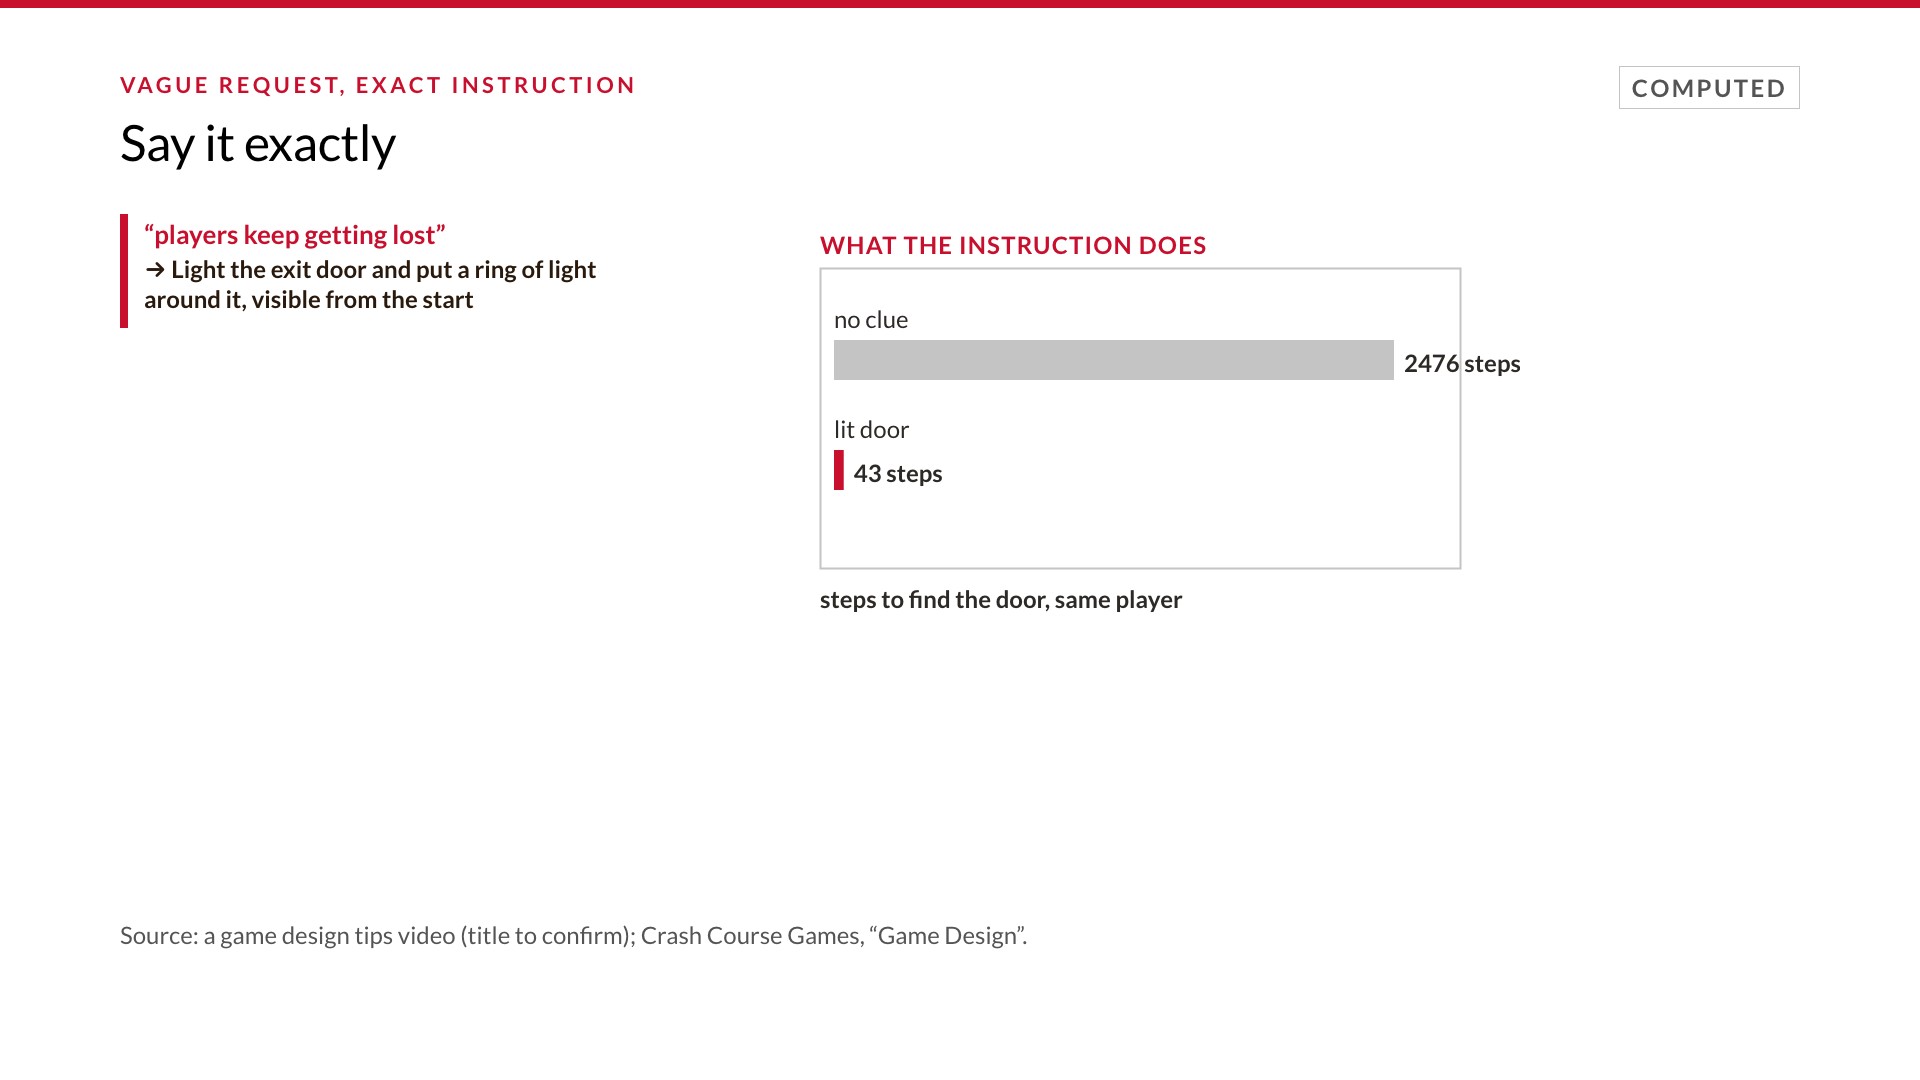 VAGUE REQUEST, EXACT INSTRUCTION
COMPUTED
Say it exactly
“players keep getting lost”
→ Light the exit door and put a ring of light
around it, visible from the start
WHAT THE INSTRUCTION DOES
no clue
2476 steps
lit door
43 steps
steps to find the door, same player
Source: a game design tips video (title to confirm); Crash Course Games, “Game Design”.